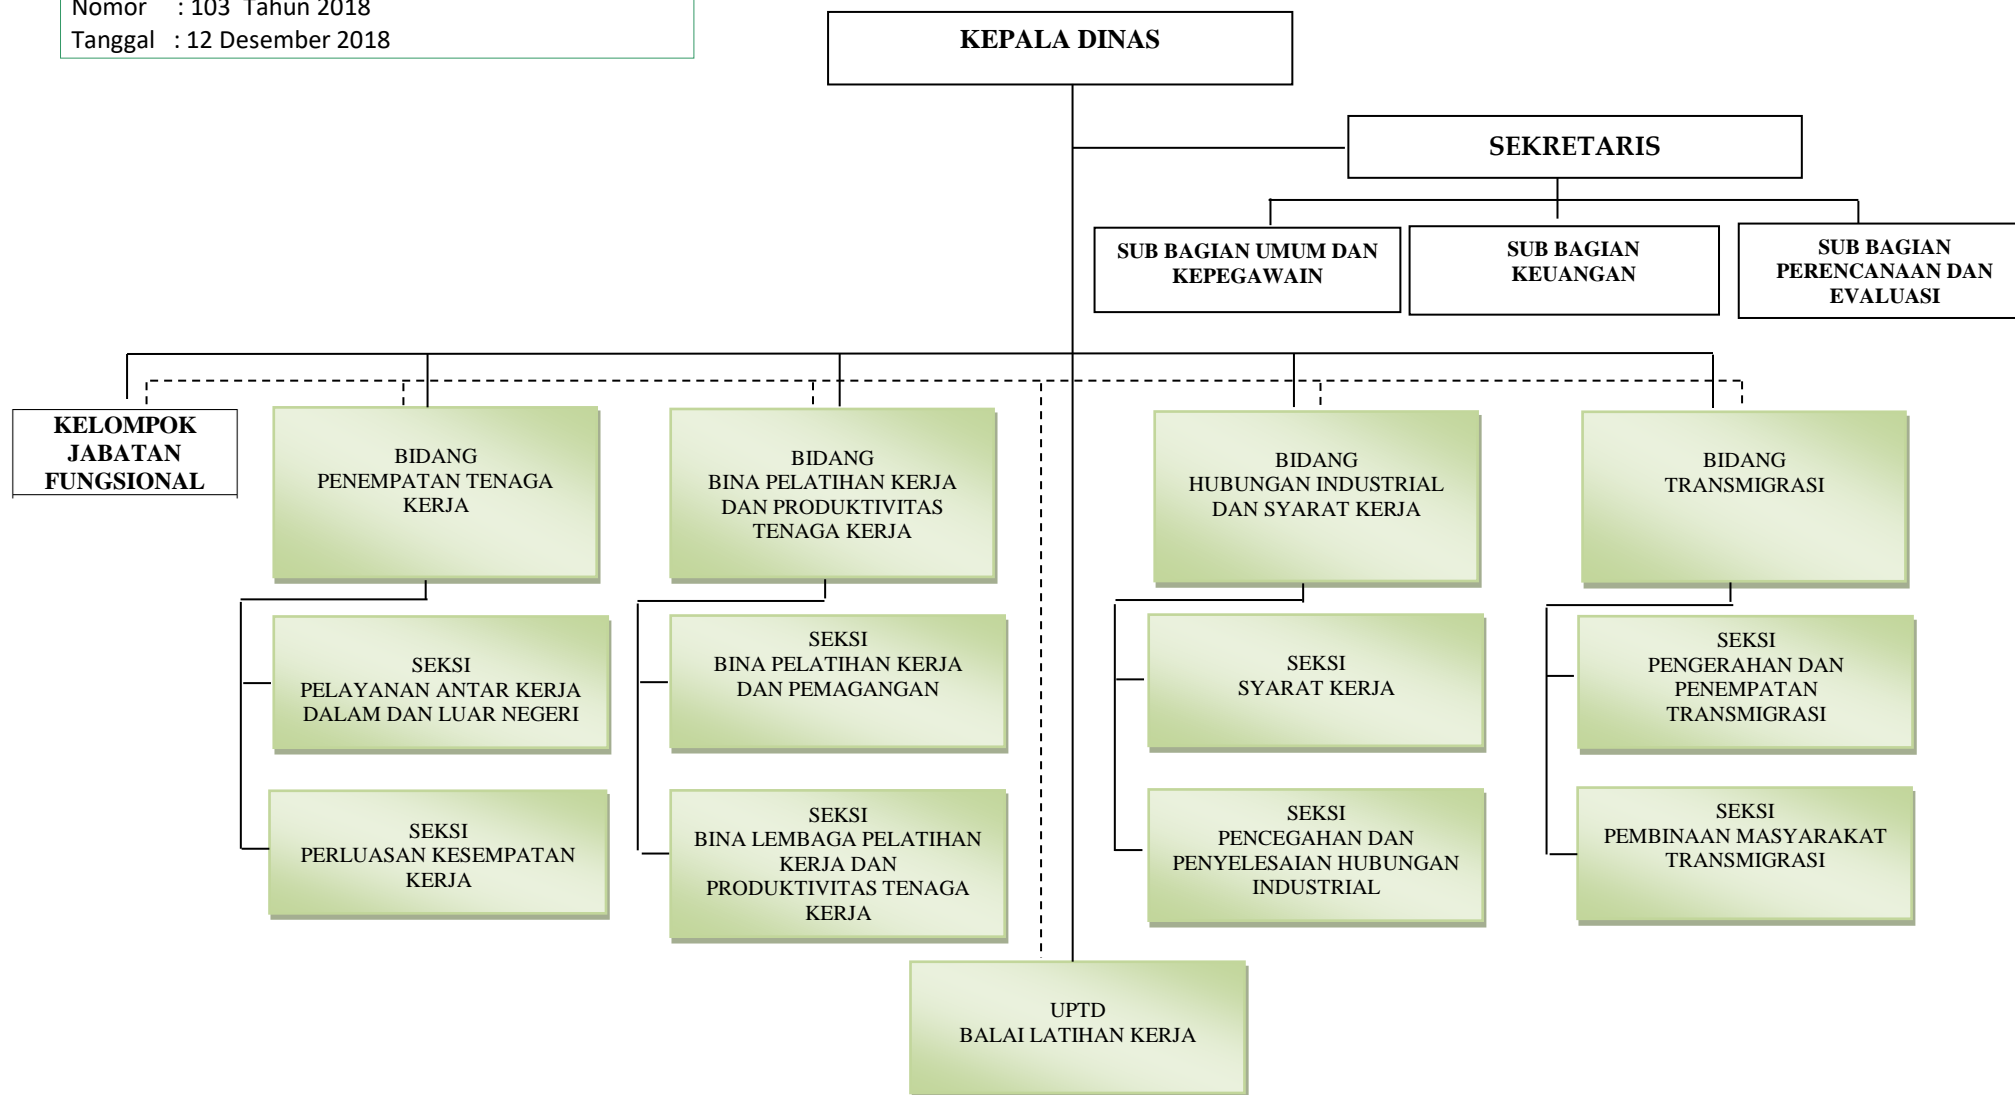 Nomor : 103 Tahun 2018
Tanggal : 12 Desember 2018
KEPALA DINAS
SEKRETARIS
SUB BAGIAN UMUM DAN
KEPEGAWAIN
SUB BAGIAN
KEUANGAN
SUB BAGIAN
PERENCANAAN DAN
EVALUASI
KELOMPOK
JABATAN
FUNGSIONAL
BIDANG
PENEMPATAN TENAGA
KERJA
BIDANG
BINA PELATIHAN KERJA
DAN PRODUKTIVITAS
TENAGA KERJA
BIDANG
HUBUNGAN INDUSTRIAL
DAN SYARAT KERJA
BIDANG
TRANSMIGRASI
SEKSI
PELAYANAN ANTAR KERJA
DALAM DAN LUAR NEGERI
SEKSI
BINA PELATIHAN KERJA
DAN PEMAGANGAN
SEKSI
SYARAT KERJA
SEKSI
PENGERAHAN DAN
PENEMPATAN
TRANSMIGRASI
SEKSI
PERLUASAN KESEMPATAN
KERJA
SEKSI
BINA LEMBAGA PELATIHAN
KERJA DAN
PRODUKTIVITAS TENAGA
KERJA
SEKSI
PENCEGAHAN DAN
PENYELESAIAN HUBUNGAN
INDUSTRIAL
SEKSI
PEMBINAAN MASYARAKAT
TRANSMIGRASI
UPTD
BALAI LATIHAN KERJA